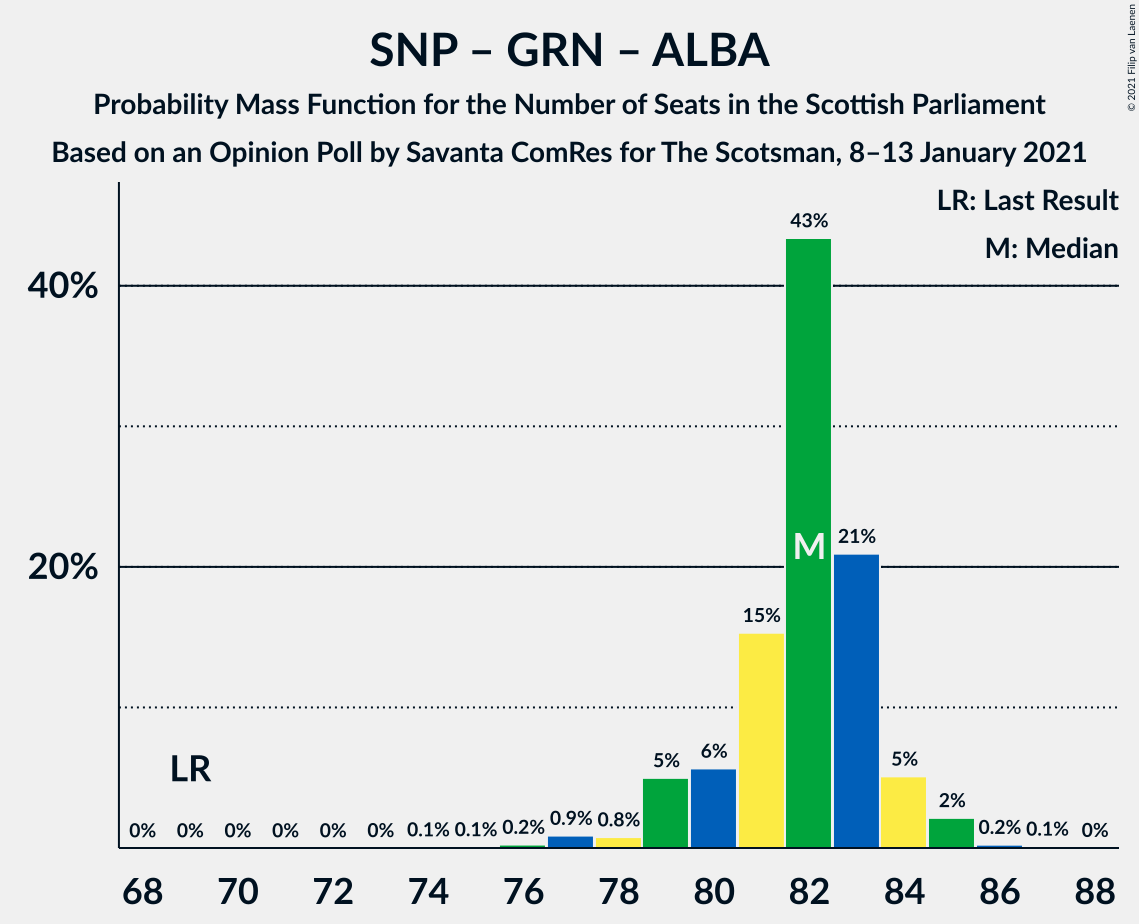 SNP – GRN – ALBA
Probability Mass Function for the Number of Seats in the Scottish Parliament
Based on an Opinion Poll by Savanta ComRes for The Scotsman, 8–13 January 2021
© 2021 Filip van Laenen
LR: Last Result
M: Median
40%
20%
LR
M
0% 0% 0% 0% 0% 0% 0.1% 0.1% 0.2% 0.9% 0.8% 5% 6% 15% 43% 21% 5% 2% 0.2% 0.1% 0%
68 70 72 74 76 78 80 82 84 86 88